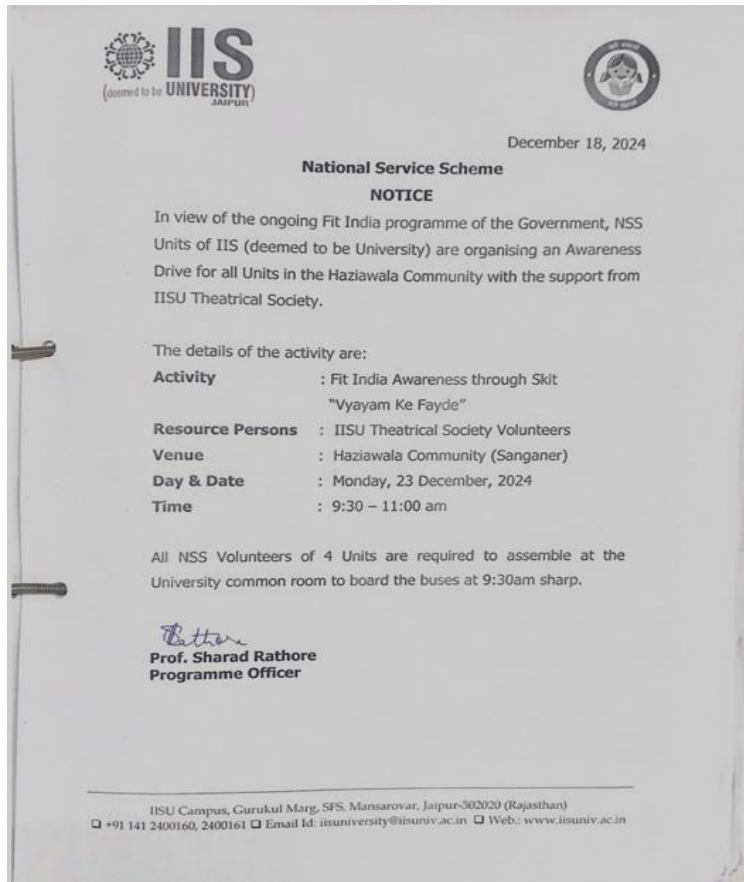 IIS
(deemed to be UNIVERSITY)
JAIPUR
December 18, 2024
National Service Scheme
NOTICE
In view of the ongoing Fit India programme of the Government, NSS
Units of IIS (deemed to be University) are organising an Awareness
Drive for all Units in the Haziawala Community with the support from
IISU Theatrical Society.
The details of the activity are:
Activity : Fit India Awareness through Skit
"Vyayam Ke Fayde"
Resource Persons : IISU Theatrical Society Volunteers
Venue : Haziawala Community (Sanganer)
Day & Date : Monday, 23 December, 2024
Time : 9:30 – 11:00 am
All NSS Volunteers of 4 Units are required to assemble at the
University common room to board the buses at 9:30am sharp.
Rathore
Prof. Sharad Rathore
Programme Officer
IISU Campus, Gurukul Marg, SFS, Mansarovar, Jaipur-302020 (Rajasthan)
❑ +91 141 2400160, 2400161 ❑ Email Id: iisuniversity@iisuniv.ac.in ❑ Web.: www.iisuniv.ac.in